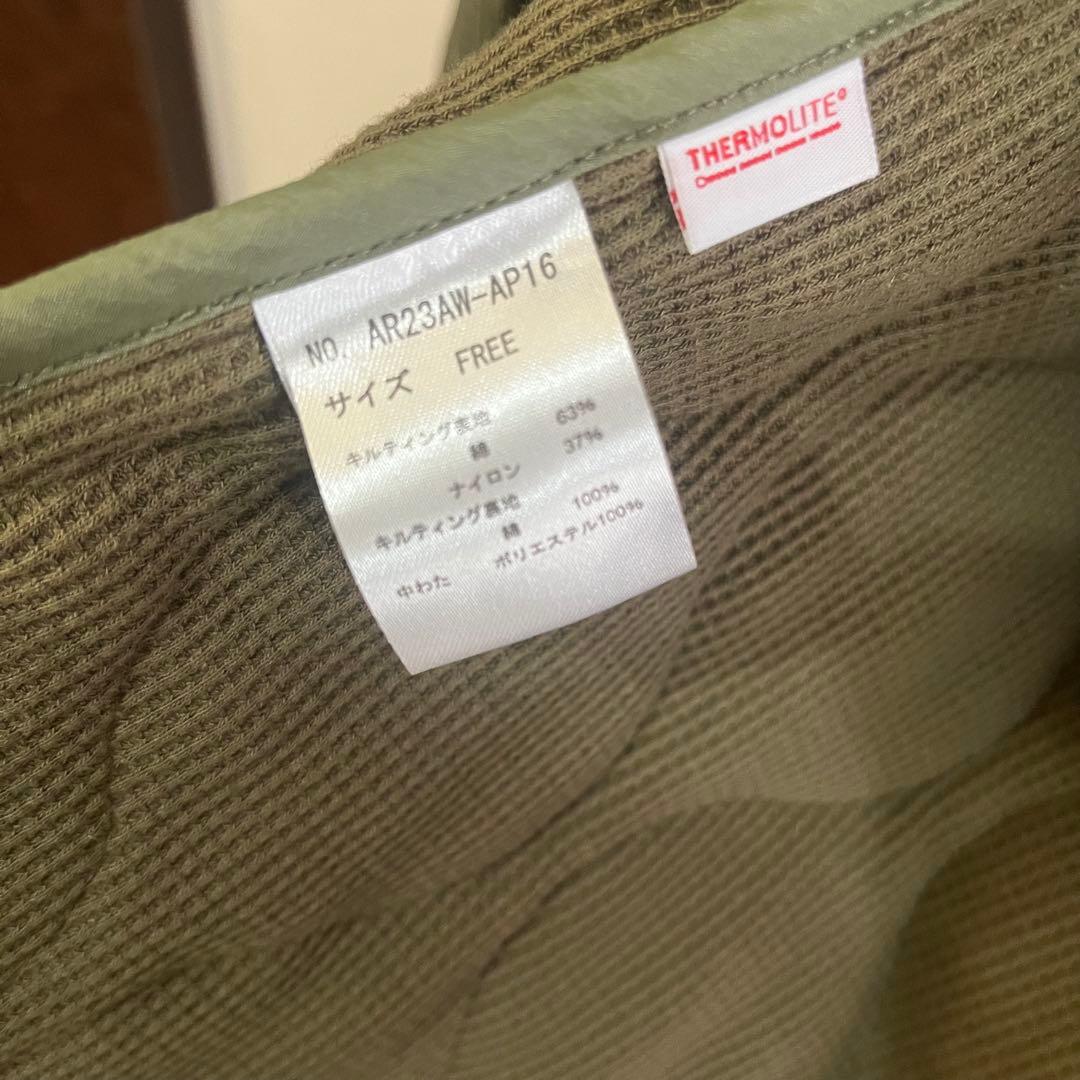 THERMOLITE®
NO. AR23AW-AP16
サイズ FREE
キルティング表地
綿 63%
ナイロン 37%
キルティング裏地
綿 100%
中わた ポリエステル100%